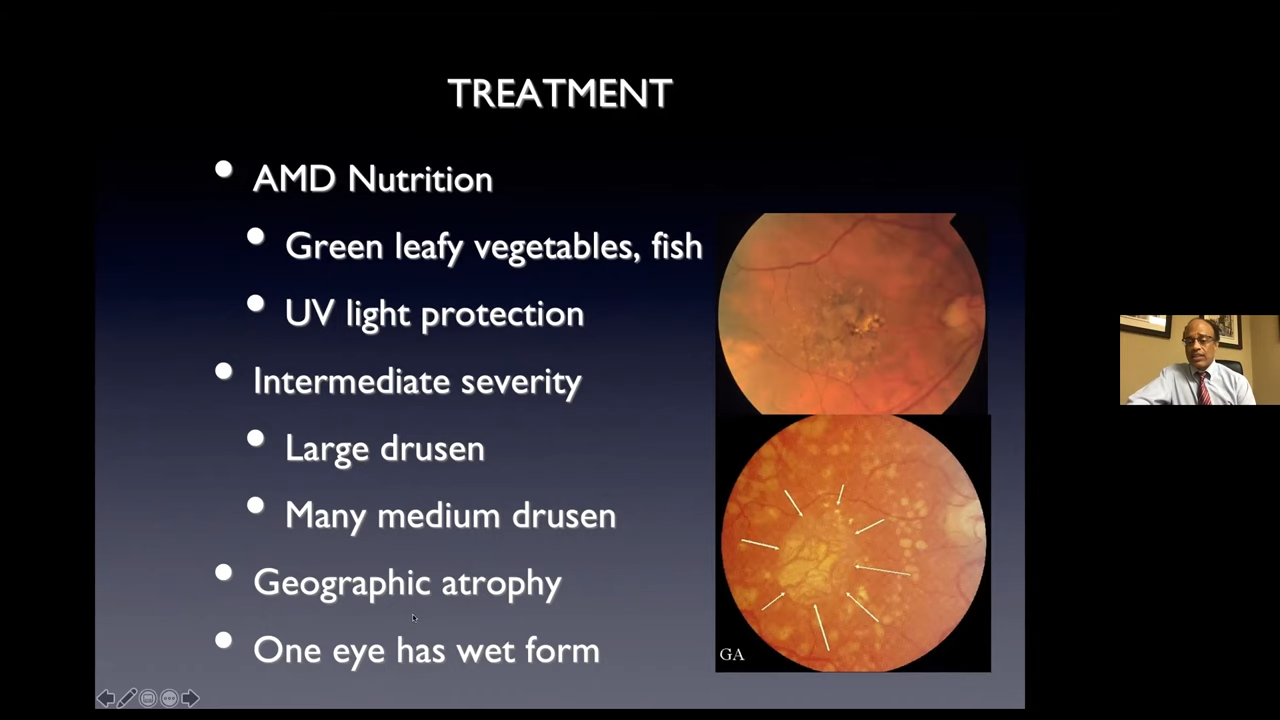 TREATMENT
AMD Nutrition
Green leafy vegetables, fish
UV light protection
Intermediate severity
Large drusen
Many medium drusen
Geographic atrophy
One eye has wet form
GA